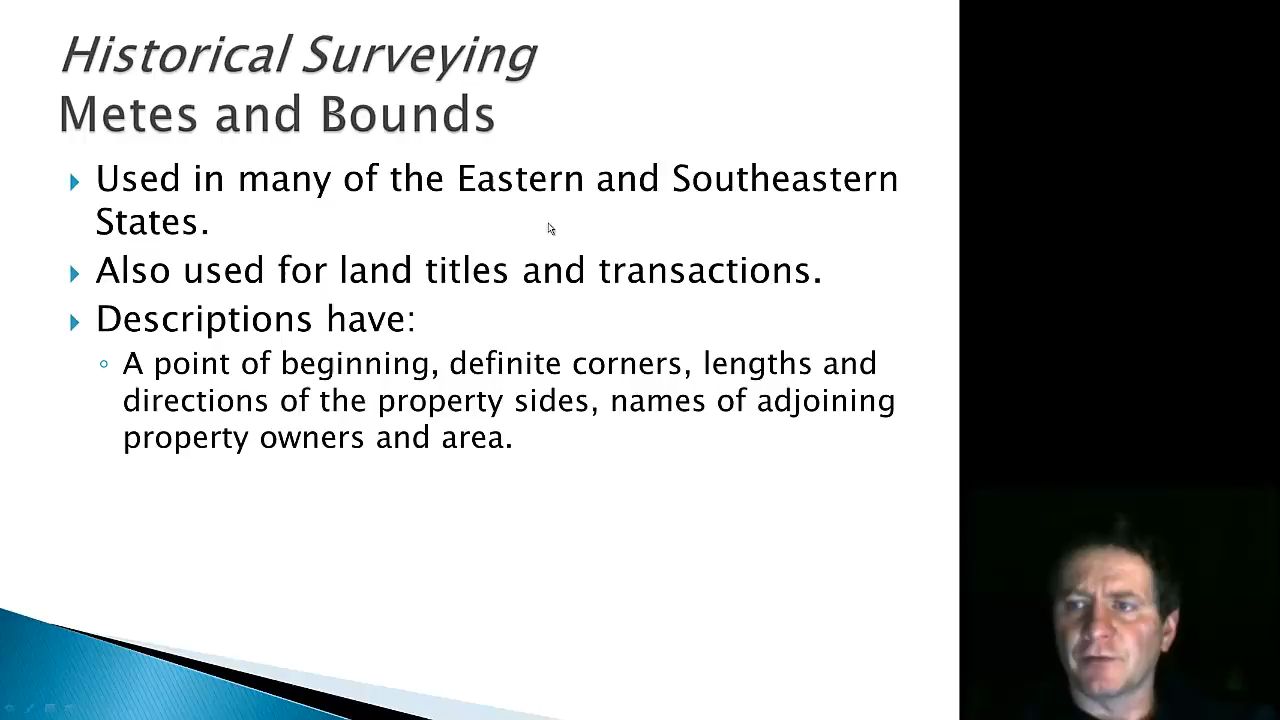 Historical Surveying
Metes and Bounds
Used in many of the Eastern and Southeastern
States.
Also used for land titles and transactions.
Descriptions have:
A point of beginning, definite corners, lengths and
directions of the property sides, names of adjoining
property owners and area.